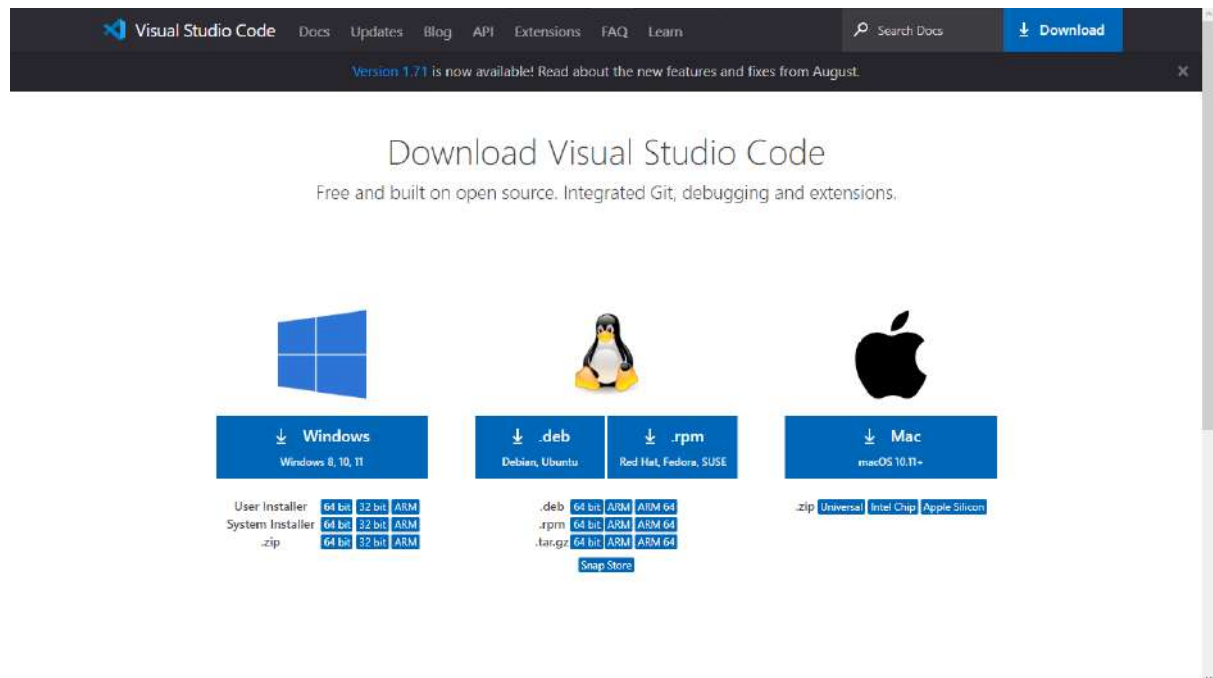 Visual Studio Code Docs Updates Blog API Extensions FAQ Learn Search Docs Download
Version 1.71 is now available! Read about the new features and fixes from August.
Download Visual Studio Code
Free and built on open source. Integrated Git, debugging and extensions.
Windows
Windows 8, 10, 11
User Installer 64 bit 32 bit ARM
System Installer 64 bit 32 bit ARM
.zip 64 bit 32 bit ARM
.deb
Debian, Ubuntu
.rpm
Red Hat, Fedora, SUSE
.deb 64 bit ARM ARM 64
.rpm 64 bit ARM ARM 64
.tar.gz 64 bit ARM ARM 64
Snap Store
Mac
macOS 10.11+
.zip Universal Intel Chip Apple Silicon